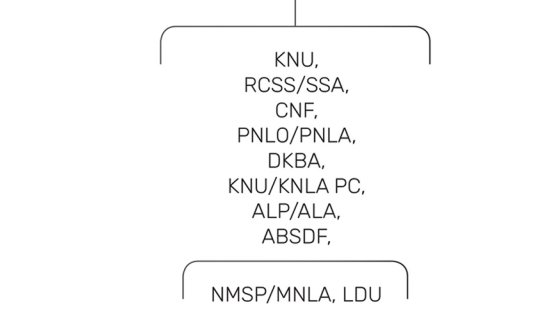 KNU,
RCSS/SSA,
CNF,
PNLO/PNLA,
DKBA,
KNU/KNLA PC,
ALP/ALA,
ABSDF,
NMSP/MNLA, LDU